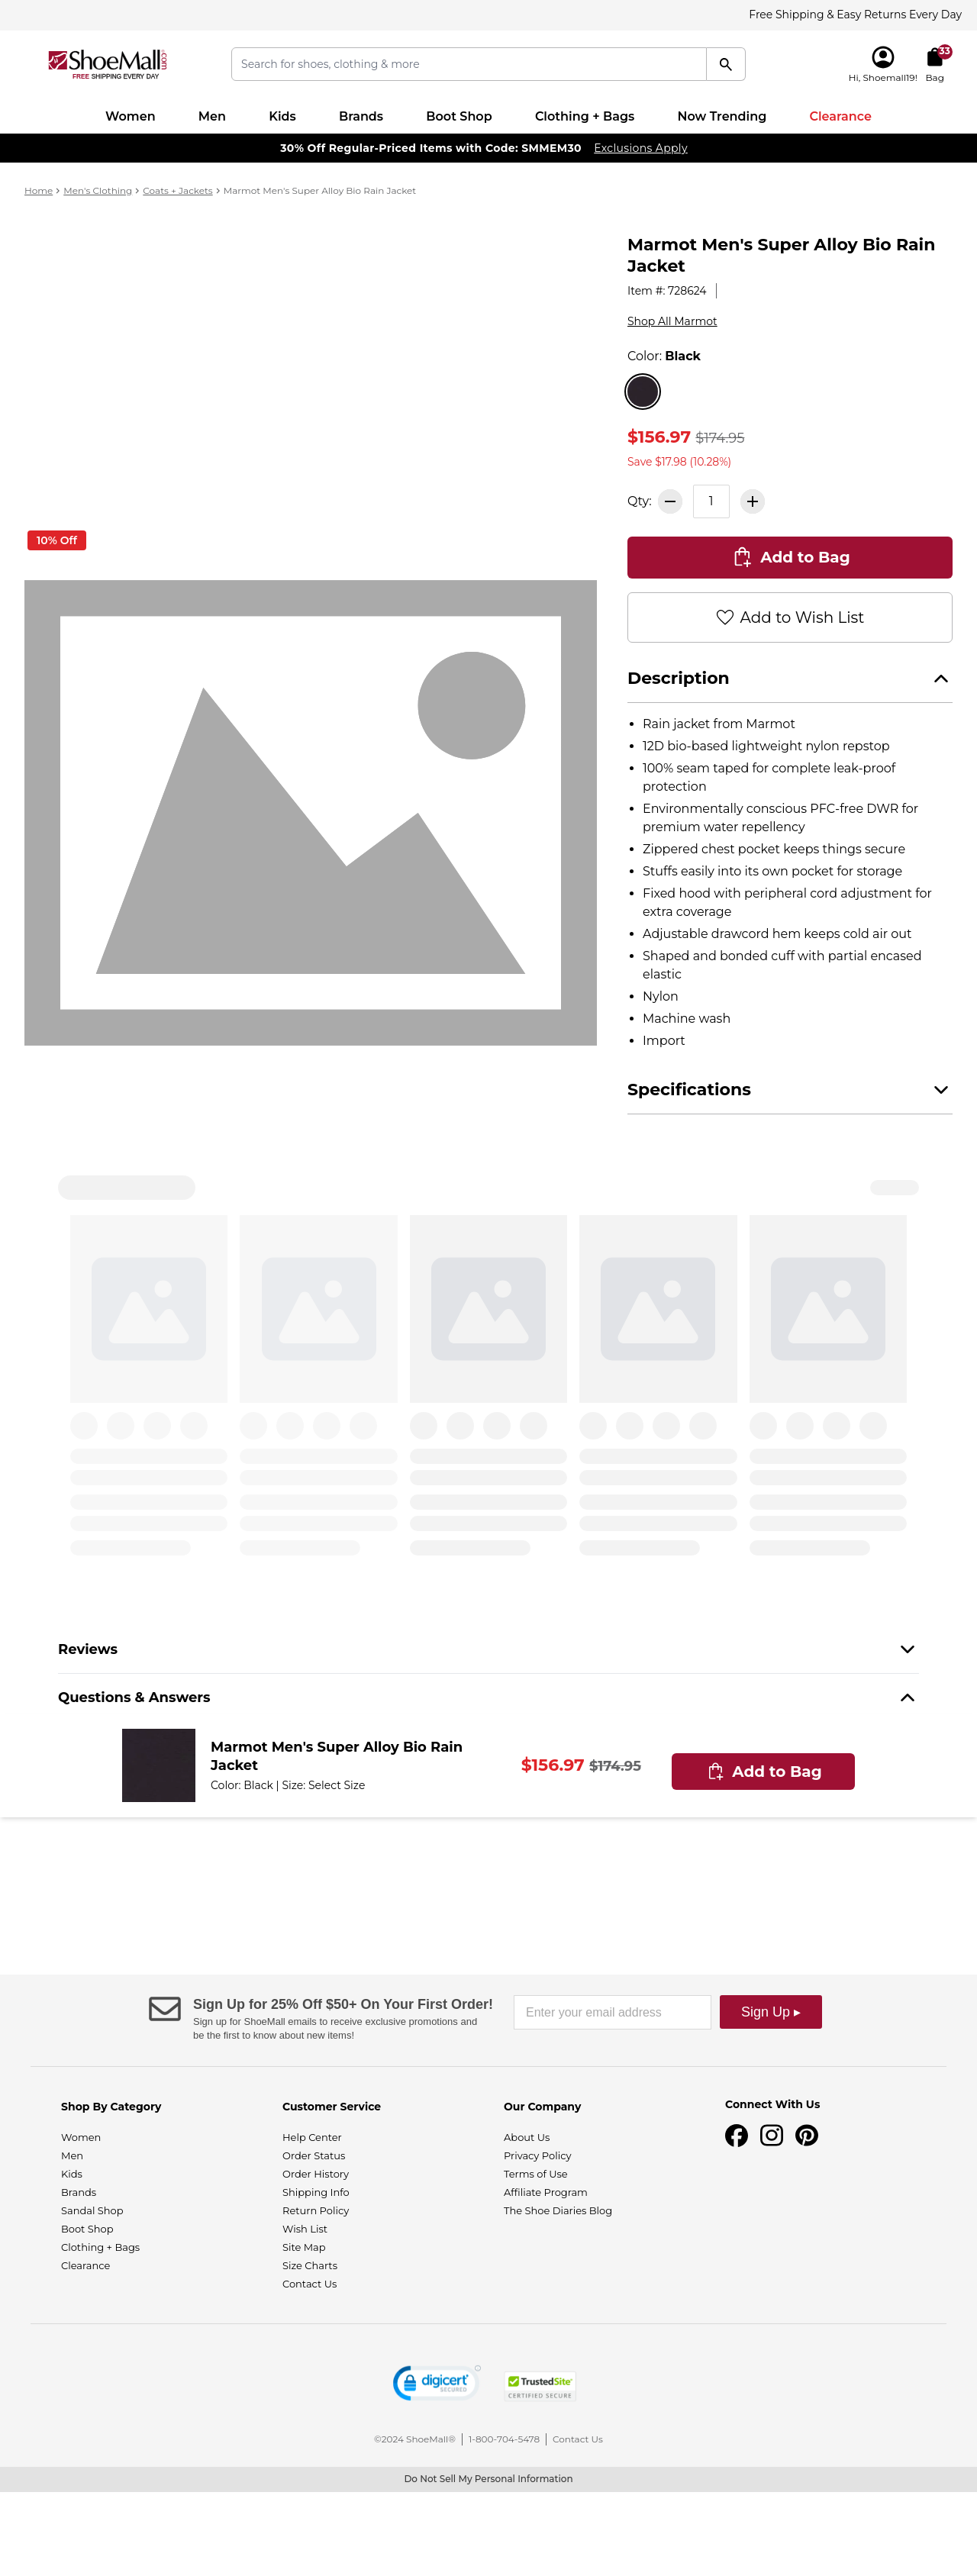 Free Shipping & Easy Returns Every Day
ShoeMall.com
FREE SHIPPING EVERY DAY
Search for shoes, clothing & more
33
Hi, Shoemall19!
Bag
Women
Men
Kids
Brands
Boot Shop
Clothing + Bags
Now Trending
Clearance
30% Off Regular-Priced Items with Code: SMMEM30 Exclusions Apply
Home > Men's Clothing > Coats + Jackets > Marmot Men's Super Alloy Bio Rain Jacket
Marmot Men's Super Alloy Bio Rain
Jacket
Item #: 728624
Shop All Marmot
Color: Black
$156.97 $174.95
Save $17.98 (10.28%)
Qty: 1
10% Off
Add to Bag
Add to Wish List
Description
Rain jacket from Marmot
12D bio-based lightweight nylon repstop
100% seam taped for complete leak-proof
protection
Environmentally conscious PFC-free DWR for
premium water repellency
Zippered chest pocket keeps things secure
Stuffs easily into its own pocket for storage
Fixed hood with peripheral cord adjustment for
extra coverage
Adjustable drawcord hem keeps cold air out
Shaped and bonded cuff with partial encased
elastic
Nylon
Machine wash
Import
Specifications
Reviews
Questions & Answers
Marmot Men's Super Alloy Bio Rain
Jacket
Color: Black | Size: Select Size
$156.97 $174.95
Add to Bag
Sign Up for 25% Off $50+ On Your First Order!
Sign up for ShoeMall emails to receive exclusive promotions and
be the first to know about new items!
Enter your email address
Sign Up ▸
Shop By Category
Women
Men
Kids
Brands
Sandal Shop
Boot Shop
Clothing + Bags
Clearance
Customer Service
Help Center
Order Status
Order History
Shipping Info
Return Policy
Wish List
Site Map
Size Charts
Contact Us
Our Company
About Us
Privacy Policy
Terms of Use
Affiliate Program
The Shoe Diaries Blog
Connect With Us
digicert
SECURED
TrustedSite
CERTIFIED SECURE
©2024 ShoeMall® | 1-800-704-5478 | Contact Us
Do Not Sell My Personal Information